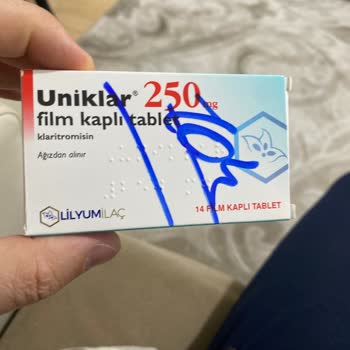 Uniklar® 250 mg
film kaplı tablet
klaritromisin
Ağızdan alınır
LİLYUMİLAÇ
14 FİLM KAPLI TABLET